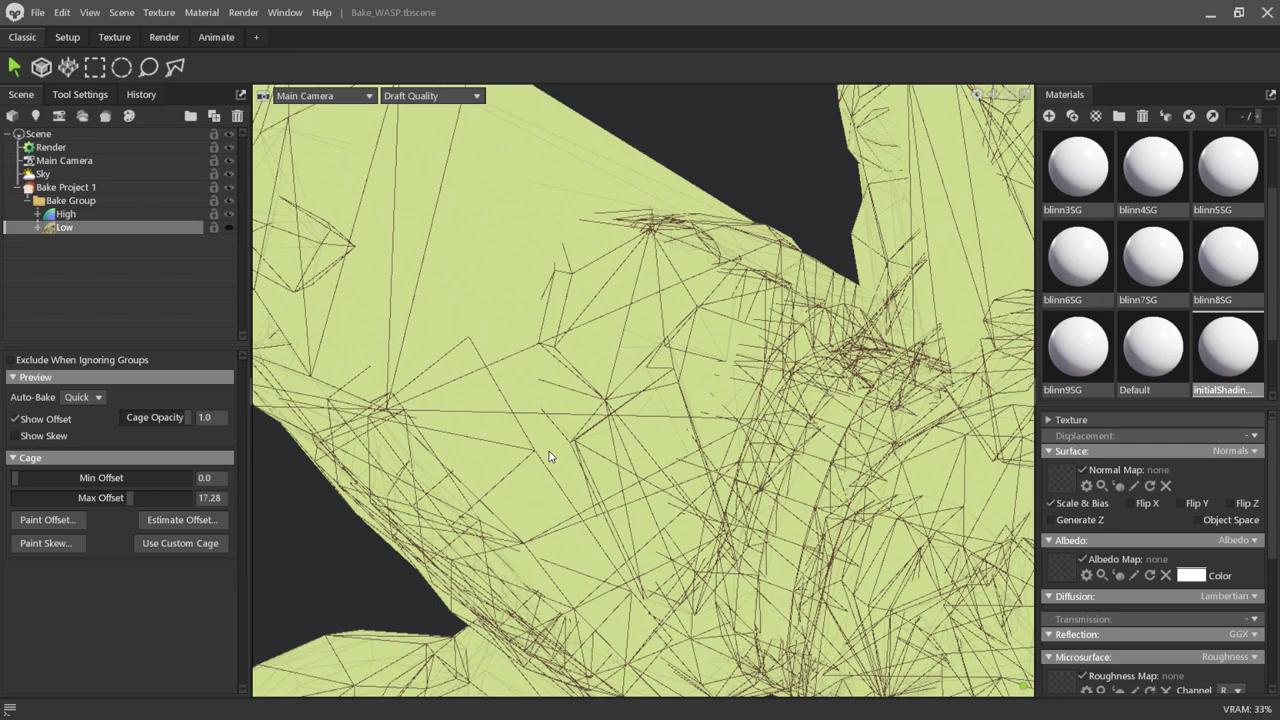 File Edit View Scene Texture Material Render Window Help Bake_WASP.tbscene
Classic Setup Texture Render Animate +
Scene Tool Settings History
Main Camera Draft Quality
Materials
- /
Scene
Render
Main Camera
Sky
Bake Project 1
Bake Group
High
Low
blinn3SG blinn4SG blinn5SG
blinn6SG blinn7SG blinn8SG
blinn9SG Default initialShadin...
Exclude When Ignoring Groups
Preview
Auto-Bake Quick
Show Offset Cage Opacity 1.0
Show Skew
Cage
Min Offset 0.0
Max Offset 17.28
Paint Offset... Estimate Offset...
Paint Skew... Use Custom Cage
Texture
Displacement: -
Surface: Normals
Normal Map: none
Scale & Bias Flip X Flip Y Flip Z
Generate Z Object Space
Albedo: Albedo
Albedo Map: none
Color
Diffusion: Lambertian
Transmission: -
Reflection: GGX
Microsurface: Roughness
Roughness Map: none
Channel R
VRAM: 33%